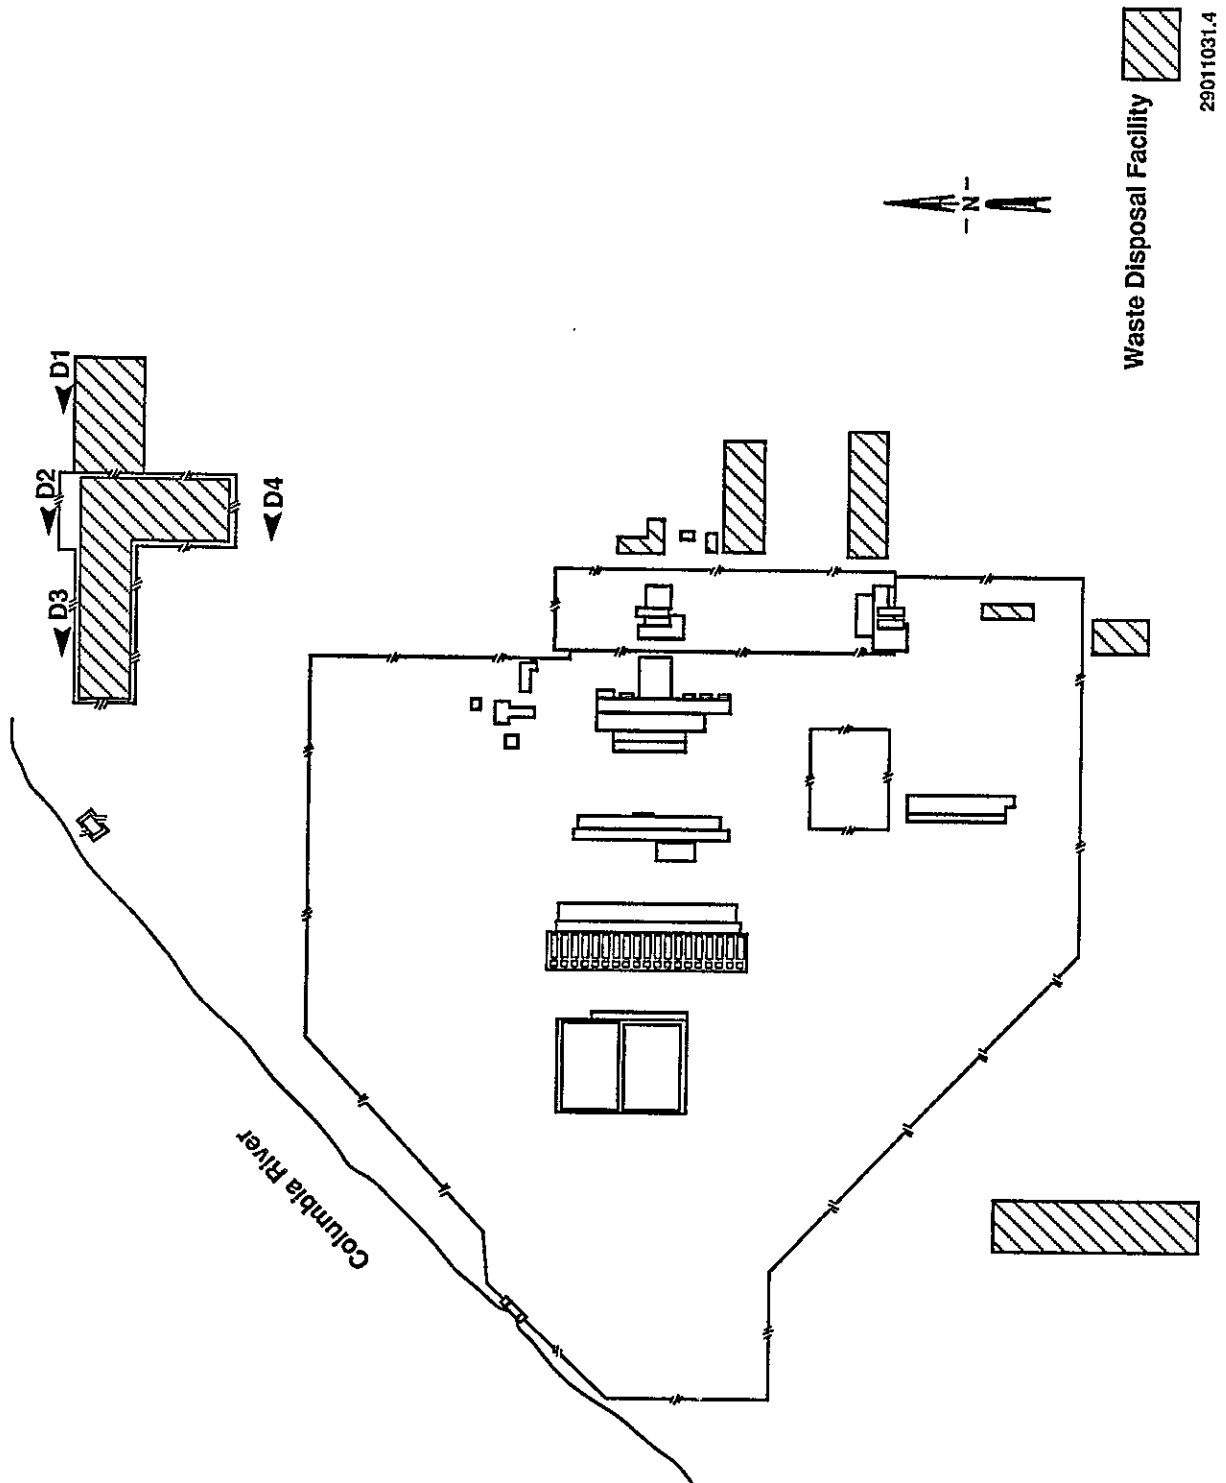 D1
D2
D3
D4
Columbia River
– N –
Waste Disposal Facility
29011031.4